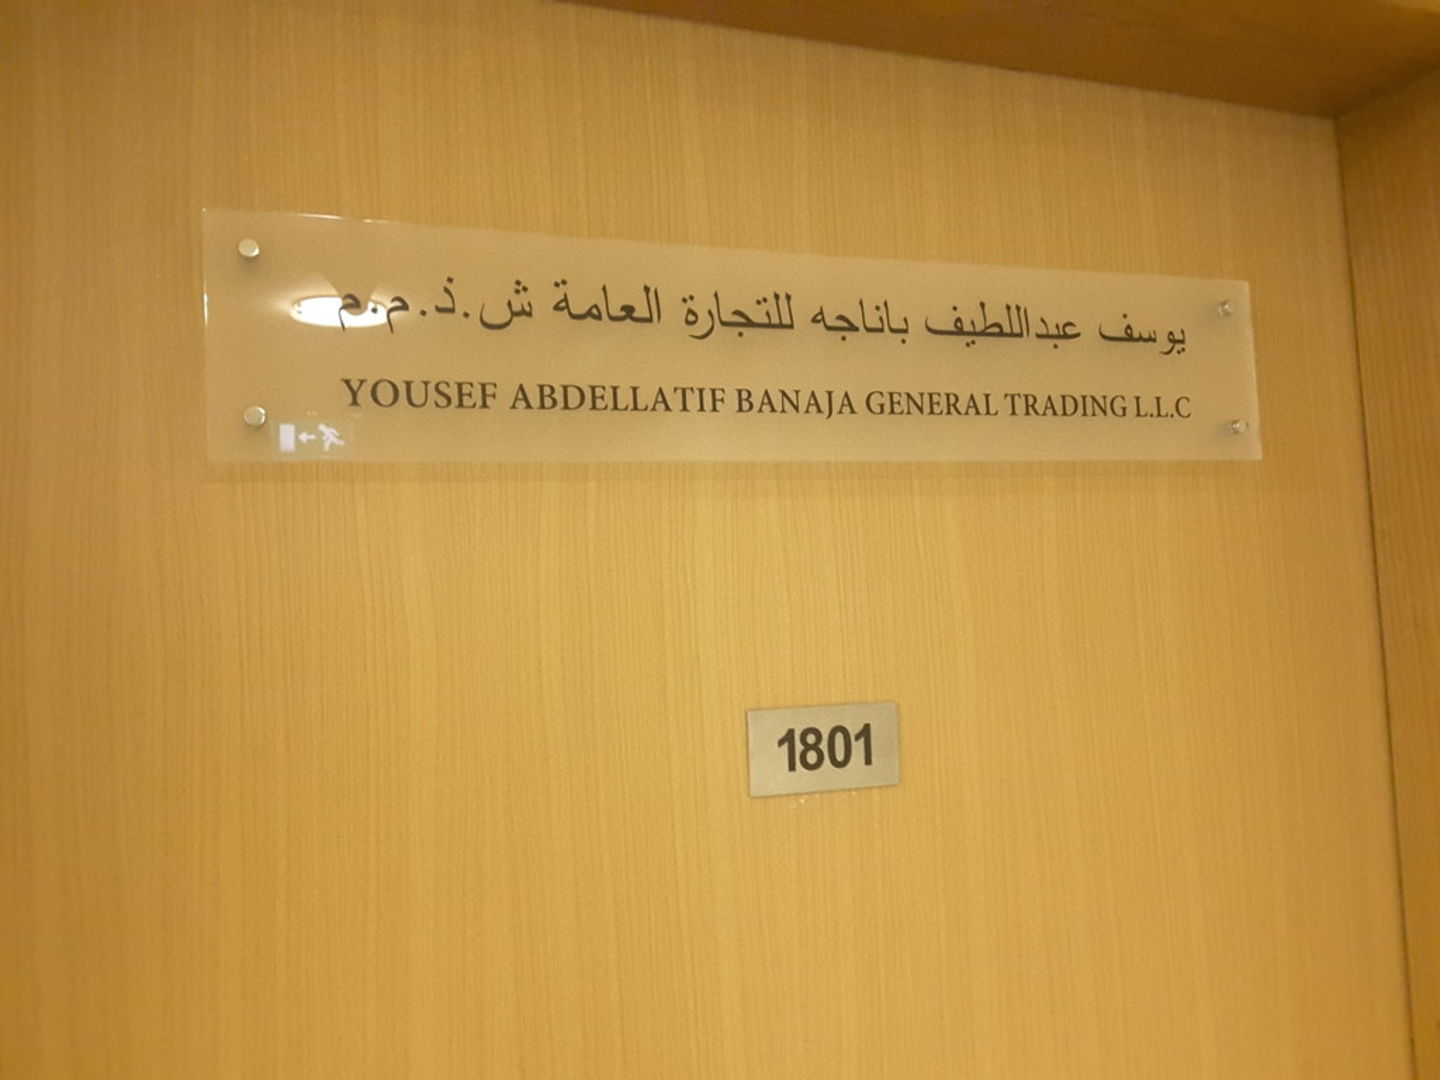 يوسف عبداللطيف باناجه للتجارة العامة ش.ذ.م.م
YOUSEF ABDELLATIF BANAJA GENERAL TRADING L.L.C
1801